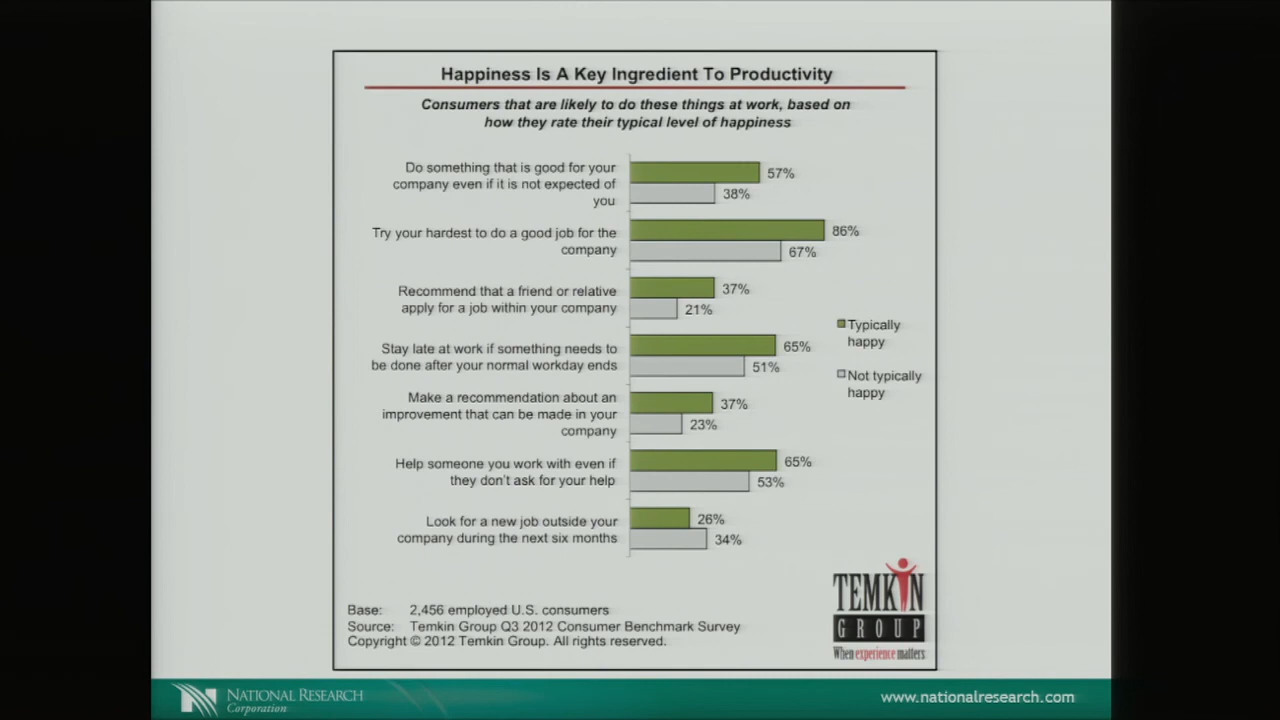 Happiness Is A Key Ingredient To Productivity
Consumers that are likely to do these things at work, based on
how they rate their typical level of happiness
Do something that is good for your
company even if it is not expected of
you
57%
38%
Try your hardest to do a good job for the
company
86%
67%
Recommend that a friend or relative
apply for a job within your company
37%
21%
Stay late at work if something needs to
be done after your normal workday ends
65%
51%
Make a recommendation about an
improvement that can be made in your
company
37%
23%
Help someone you work with even if
they don't ask for your help
65%
53%
Look for a new job outside your
company during the next six months
26%
34%
Typically
happy
Not typically
happy
Base: 2,456 employed U.S. consumers
Source: Temkin Group Q3 2012 Consumer Benchmark Survey
Copyright © 2012 Temkin Group. All rights reserved.
TEMKIN
GROUP
When experience matters
NATIONAL RESEARCH
Corporation
www.nationalresearch.com